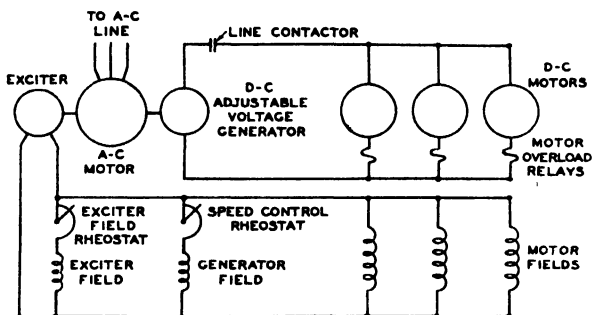 TO A-C
LINE
LINE CONTACTOR
EXCITER
D-C
ADJUSTABLE
VOLTAGE
GENERATOR
D-C
MOTORS
A-C
MOTOR
MOTOR
OVERLOAD
RELAYS
EXCITER
FIELD
RHEOSTAT
SPEED CONTROL
RHEOSTAT
EXCITER
FIELD
GENERATOR
FIELD
MOTOR
FIELDS